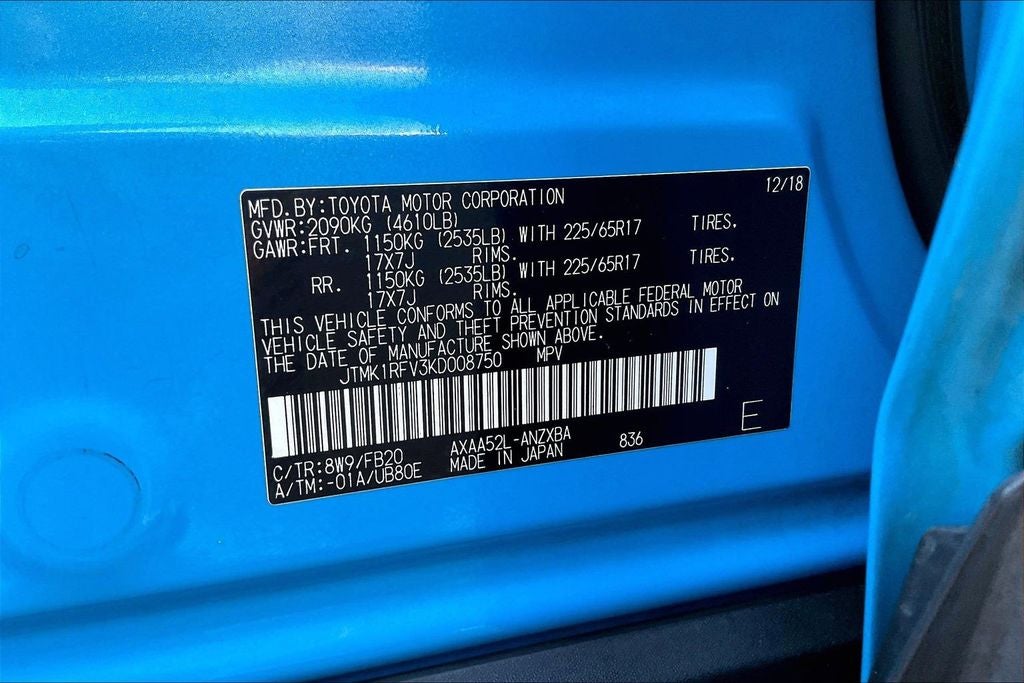 MFD.BY:TOYOTA MOTOR CORPORATION 12/18
GVWR:2090KG (4610LB)
GAWR:FRT. 1150KG (2535LB) WITH 225/65R17 TIRES.
17X7J RIMS.
RR. 1150KG (2535LB) WITH 225/65R17 TIRES.
17X7J RIMS.
THIS VEHICLE CONFORMS TO ALL APPLICABLE FEDERAL MOTOR
VEHICLE SAFETY AND THEFT PREVENTION STANDARDS IN EFFECT ON
THE DATE OF MANUFACTURE SHOWN ABOVE.
JTMK1RFV3KD008750 MPV
E
C/TR:8W9/FB20 AXAA52L-ANZXBA 836
A/TM:-01A/UB80E MADE IN JAPAN